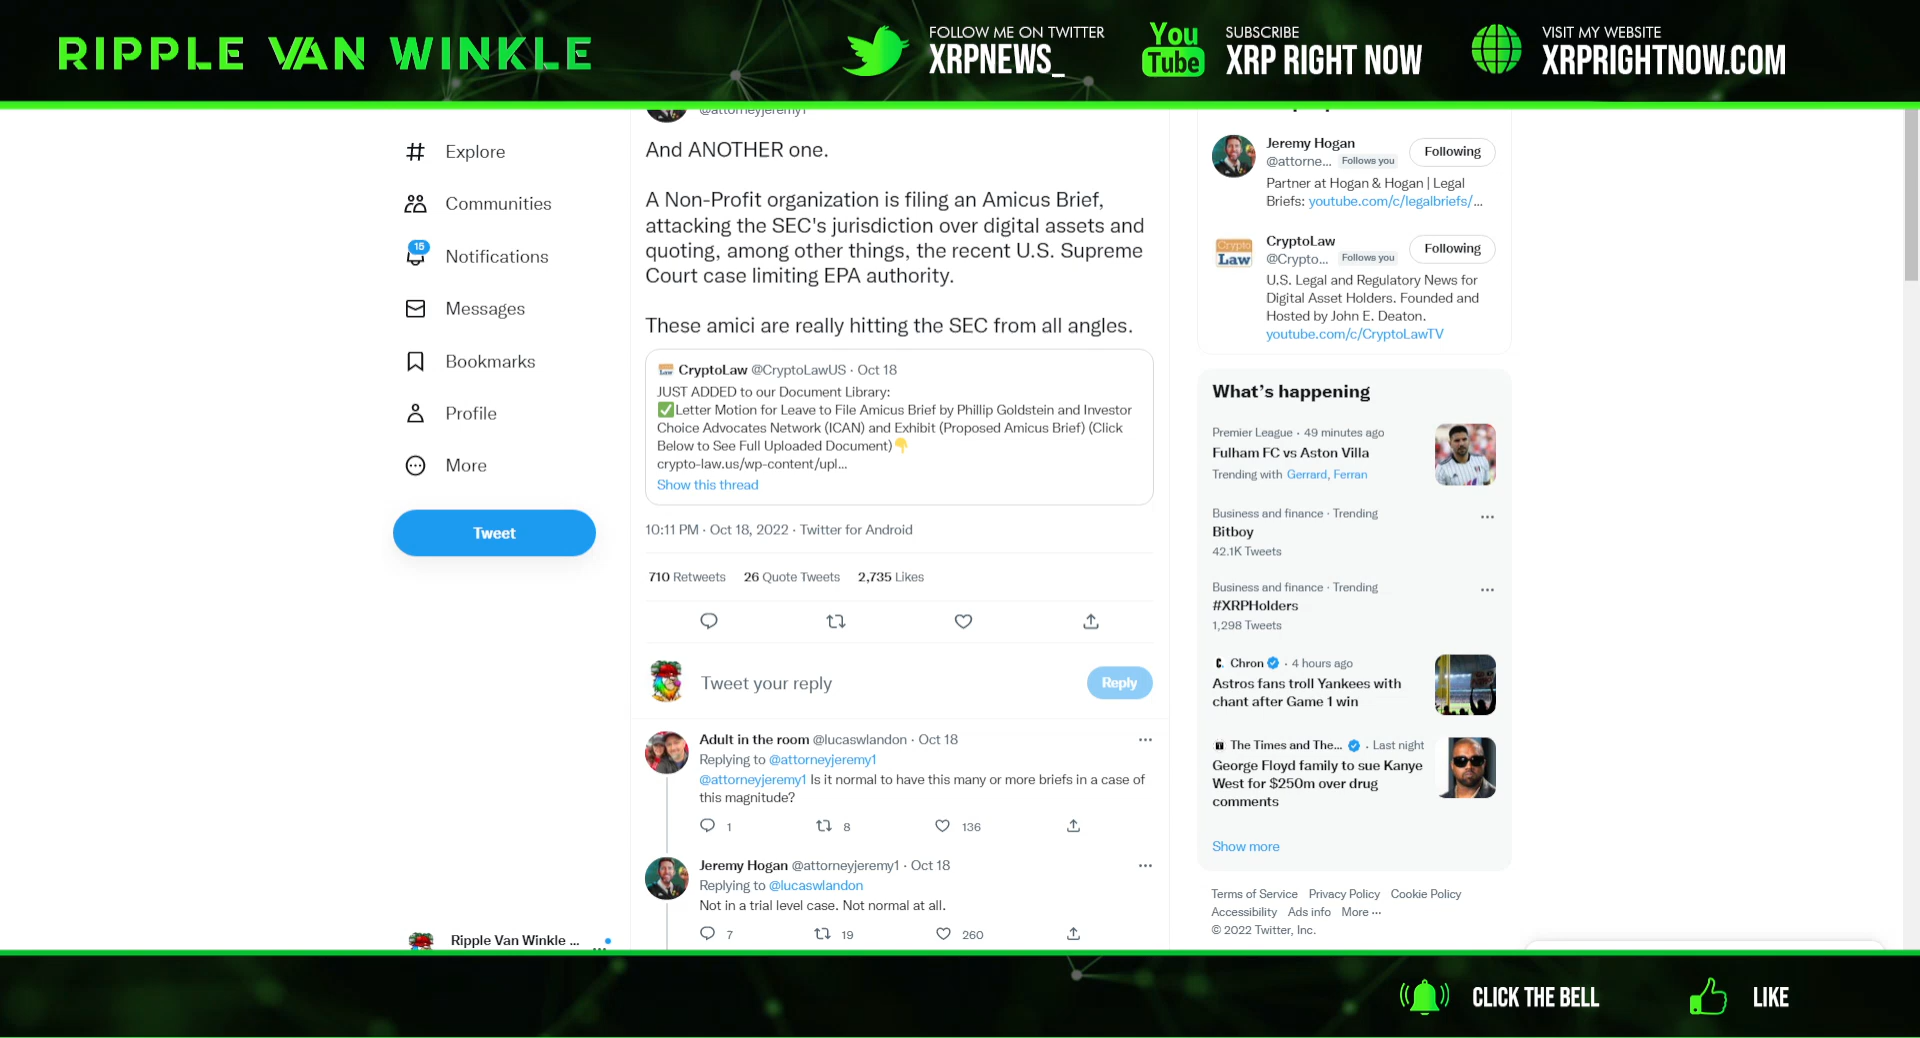 RIPPLE VAN WINKLE
FOLLOW ME ON TWITTER
XRPNEWS_
You
Tube
SUBSCRIBE
XRP RIGHT NOW
VISIT MY WEBSITE
XRPRIGHTNOW.COM
Explore
Communities
15
Notifications
Messages
Bookmarks
Profile
More
Tweet
Ripple Van Winkle ...
@attorneyjeremy1
And ANOTHER one.
A Non-Profit organization is filing an Amicus Brief,
attacking the SEC's jurisdiction over digital assets and
quoting, among other things, the recent U.S. Supreme
Court case limiting EPA authority.
These amici are really hitting the SEC from all angles.
CryptoLaw @CryptoLawUS · Oct 18
JUST ADDED to our Document Library:
✅Letter Motion for Leave to File Amicus Brief by Phillip Goldstein and Investor
Choice Advocates Network (ICAN) and Exhibit (Proposed Amicus Brief) (Click
Below to See Full Uploaded Document)👇
crypto-law.us/wp-content/upl...
Show this thread
10:11 PM · Oct 18, 2022 · Twitter for Android
710 Retweets 26 Quote Tweets 2,735 Likes
Tweet your reply
Reply
Adult in the room @lucaswlandon · Oct 18
Replying to @attorneyjeremy1
@attorneyjeremy1 Is it normal to have this many or more briefs in a case of
this magnitude?
1 8 136
Jeremy Hogan @attorneyjeremy1 · Oct 18
Replying to @lucaswlandon
Not in a trial level case. Not normal at all.
7 19 260
Jeremy Hogan
@attorne... Follows you
Following
Partner at Hogan & Hogan | Legal
Briefs: youtube.com/c/legalbriefs/...
Crypto
Law
CryptoLaw
@Crypto... Follows you
Following
U.S. Legal and Regulatory News for
Digital Asset Holders. Founded and
Hosted by John E. Deaton.
youtube.com/c/CryptoLawTV
What's happening
Premier League · 49 minutes ago
Fulham FC vs Aston Villa
Trending with Gerrard, Ferran
Business and finance · Trending
Bitboy
42.1K Tweets
Business and finance · Trending
#XRPHolders
1,298 Tweets
Chron · 4 hours ago
Astros fans troll Yankees with
chant after Game 1 win
The Times and The... · Last night
George Floyd family to sue Kanye
West for $250m over drug
comments
Show more
Terms of Service Privacy Policy Cookie Policy
Accessibility Ads info More ···
© 2022 Twitter, Inc.
CLICK THE BELL
LIKE